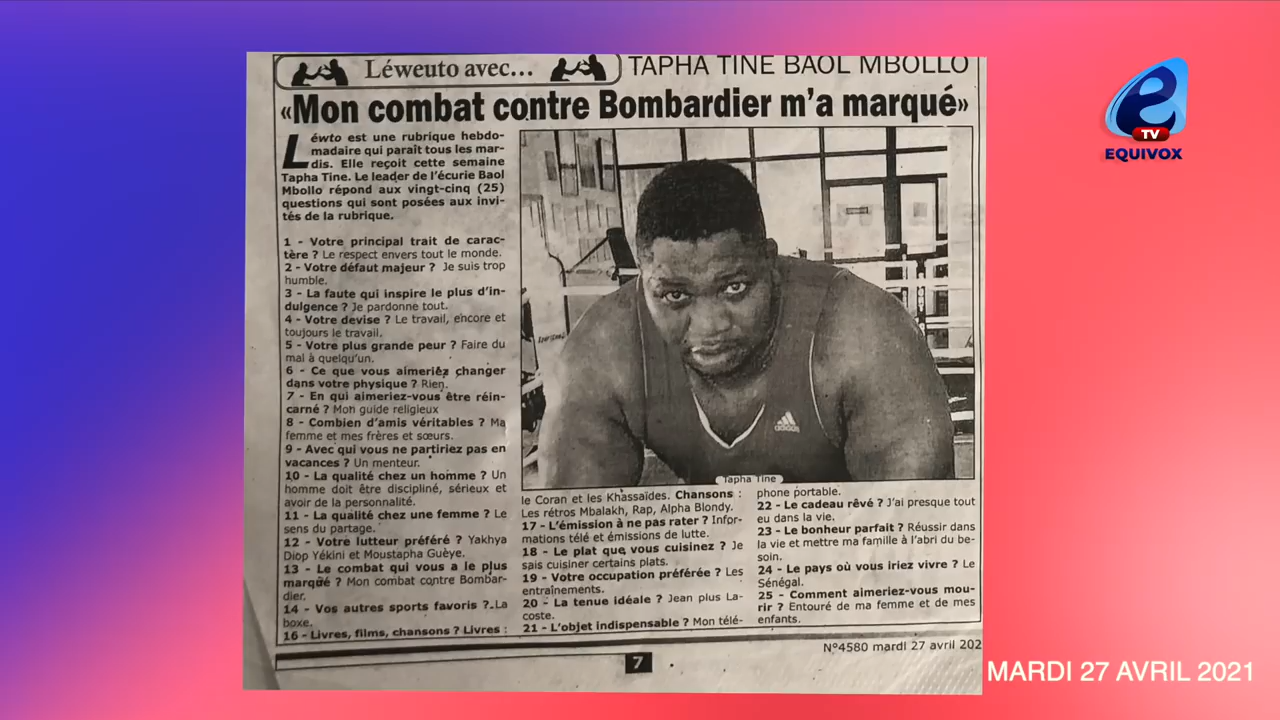 Léweuto avec...
TAPHA TINE BAOL MBOLLO
«Mon combat contre Bombardier m'a marqué»
Léwto est une rubrique hebdo-
madaire qui paraît tous les mar-
dis. Elle reçoit cette semaine
Tapha Tine. Le leader de l'écurie Baol
Mbollo répond aux vingt-cinq (25)
questions qui sont posées aux invi-
tés de la rubrique.
1 - Votre principal trait de carac-
tère ? Le respect envers tout le monde.
2 - Votre défaut majeur ? Je suis trop
humble.
3 - La faute qui inspire le plus d'in-
dulgence ? Je pardonne tout.
4 - Votre devise ? Le travail, encore et
toujours le travail.
5 - Votre plus grande peur ? Faire du
mal à quelqu'un.
6 - Ce que vous aimeriez changer
dans votre physique ? Rien.
7 - En qui aimeriez-vous être réin-
carné ? Mon guide religieux
8 - Combien d'amis véritables ? Ma
femme et mes frères et sœurs.
9 - Avec qui vous ne partiriez pas en
vacances ? Un menteur.
10 - La qualité chez un homme ? Un
homme doit être discipliné, sérieux et
avoir de la personnalité.
11 - La qualité chez une femme ? Le
sens du partage.
12 - Votre lutteur préféré ? Yakhya
Diop Yékini et Moustapha Guèye.
13 - Le combat qui vous a le plus
marqué ? Mon combat contre Bombar-
dier.
14 - Vos autres sports favoris ? La
boxe.
16 - Livres, films, chansons ? Livres :
adidas
Tapha Tine
le Coran et les Khassaïdes. Chansons :
Les rétros Mbalakh, Rap, Alpha Blondy.
17 - L'émission à ne pas rater ? Infor-
mations télé et émissions de lutte.
18 - Le plat que vous cuisinez ? Je
sais cuisiner certains plats.
19 - Votre occupation préférée ? Les
entraînements.
20 - La tenue idéale ? Jean plus La-
coste.
21 - L'objet indispensable ? Mon télé-
phone portable.
22 - Le cadeau rêvé ? J'ai presque tout
eu dans la vie.
23 - Le bonheur parfait ? Réussir dans
la vie et mettre ma famille à l'abri du be-
soin.
24 - Le pays où vous iriez vivre ? Le
Sénégal.
25 - Comment aimeriez-vous mou-
rir ? Entouré de ma femme et de mes
enfants.
7
N°4580 mardi 27 avril 202
e
TV
EQUIVOX
MARDI 27 AVRIL 2021